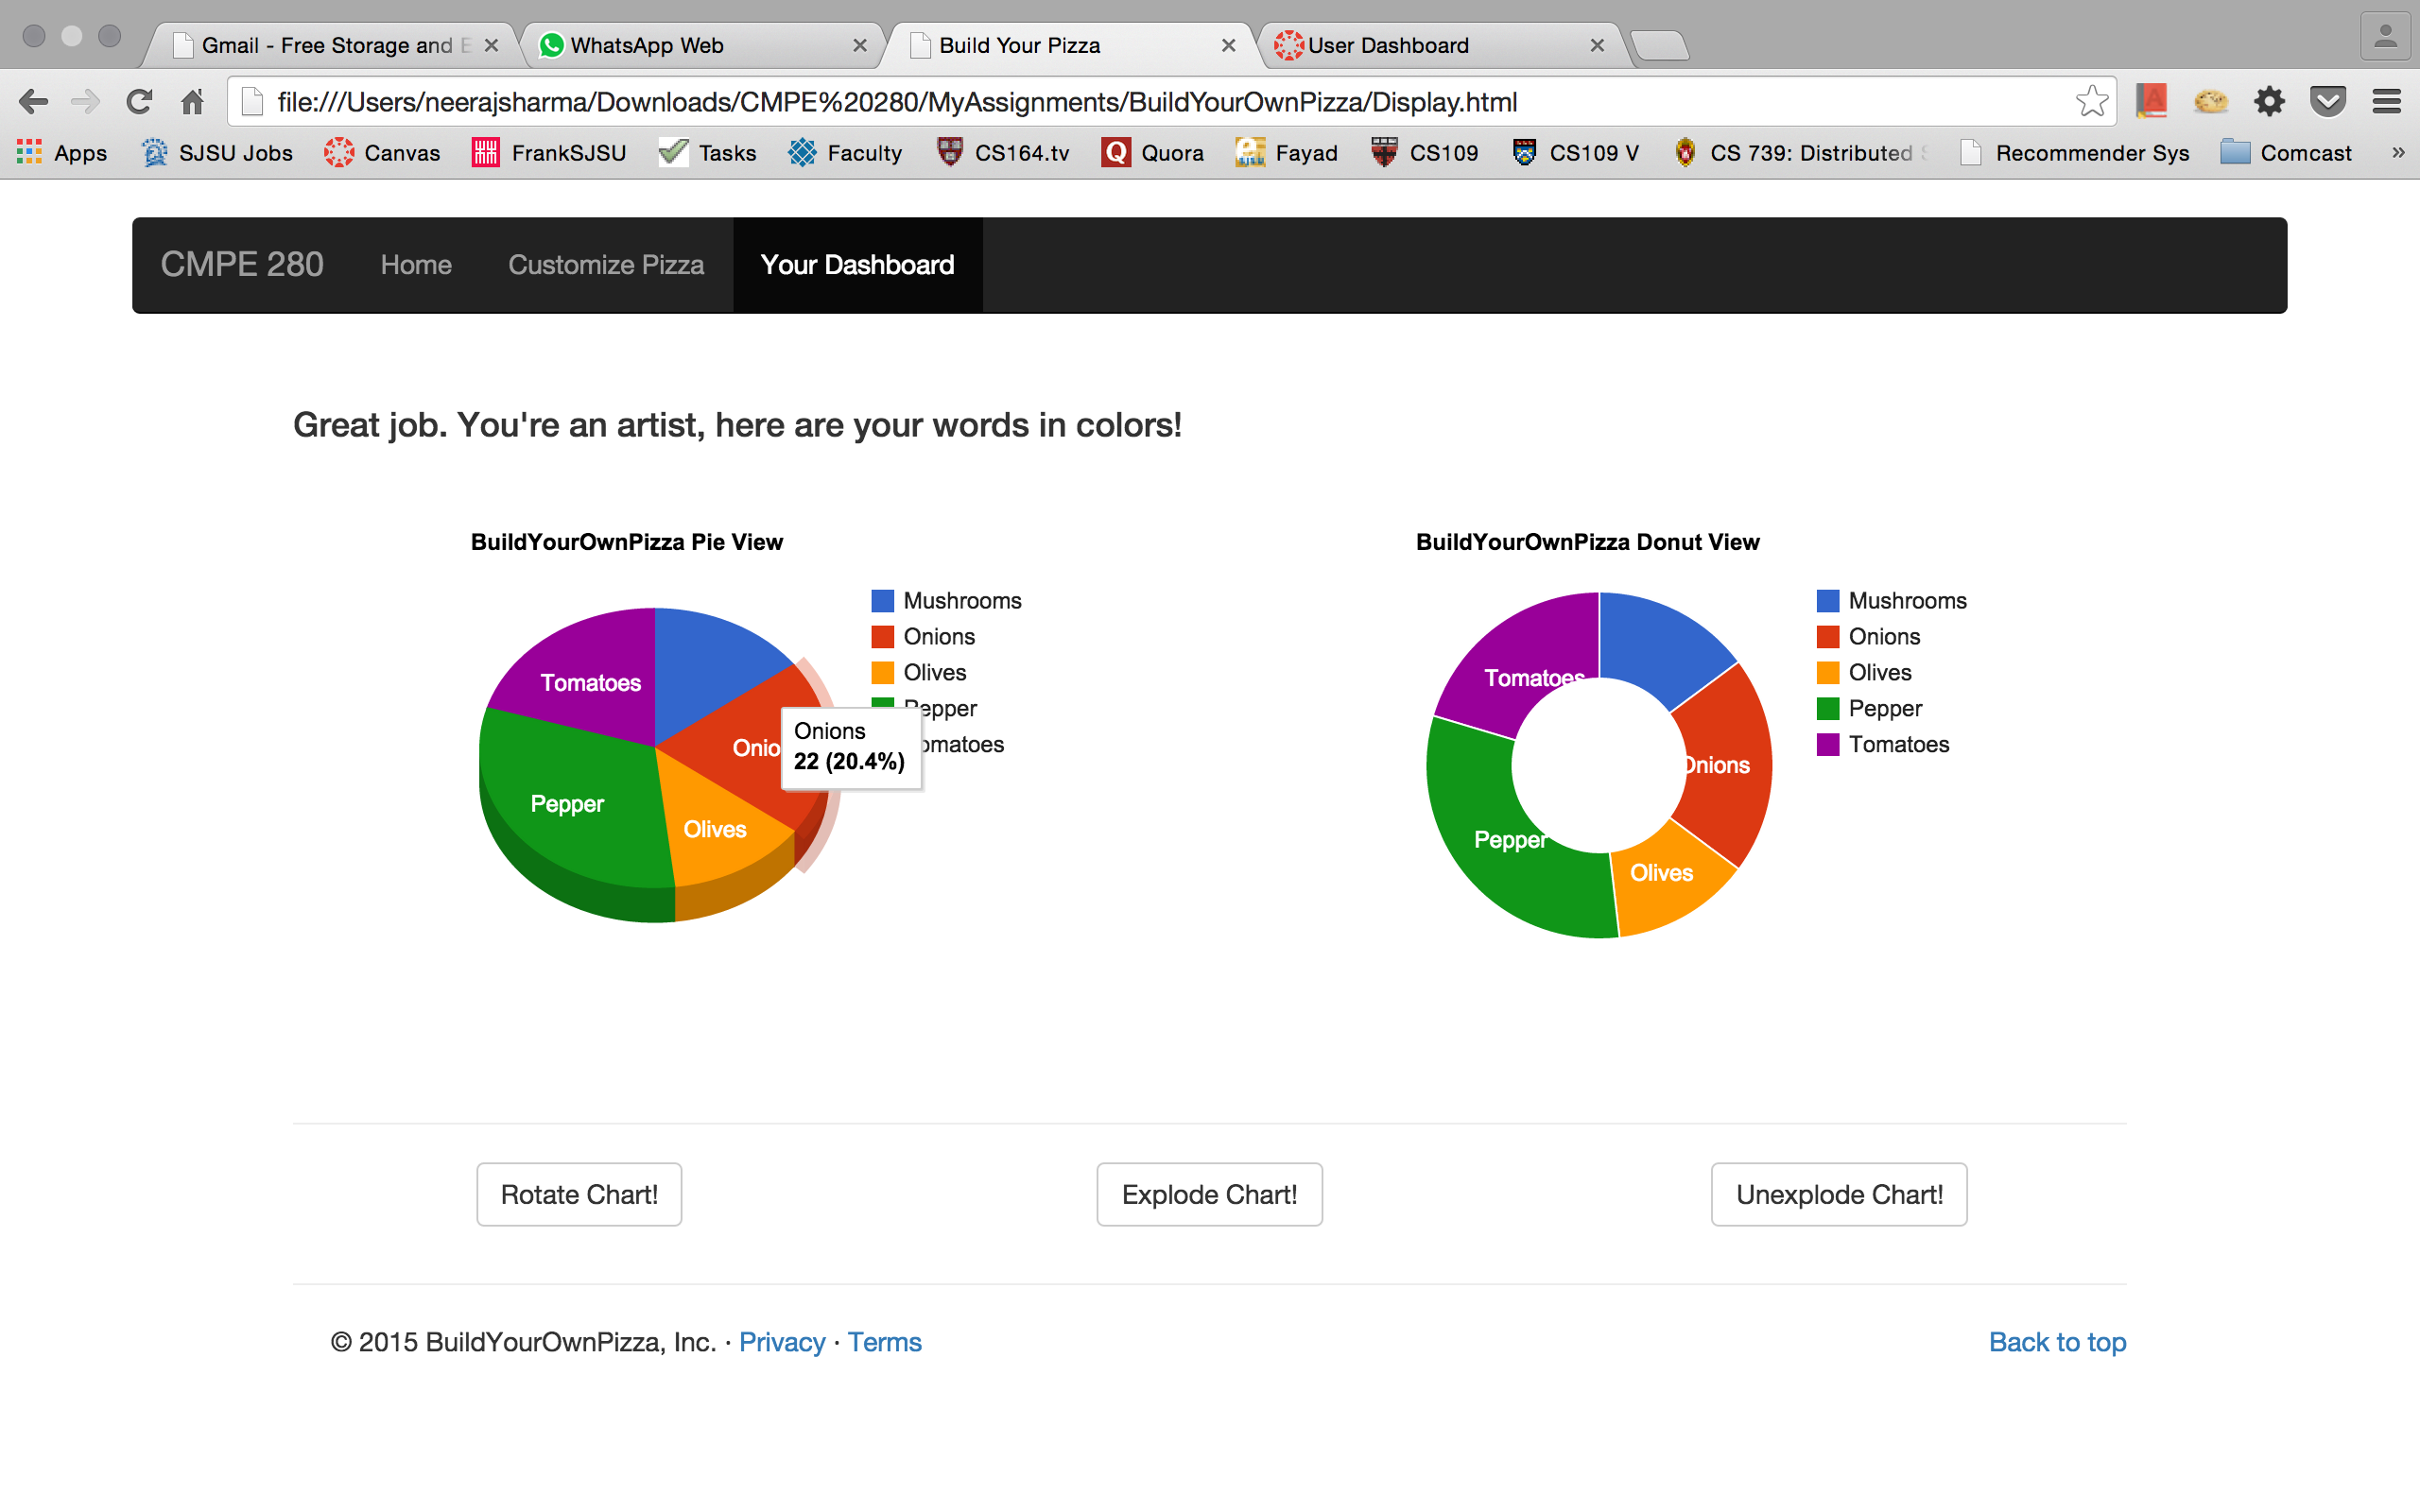 Gmail - Free Storage and E
WhatsApp Web
Build Your Pizza
User Dashboard
file:///Users/neerajsharma/Downloads/CMPE%20280/MyAssignments/BuildYourOwnPizza/Display.html
Apps SJSU Jobs Canvas FrankSJSU Tasks Faculty CS164.tv Quora Fayad CS109 CS109 V CS 739: Distributed S Recommender Sys Comcast »
CMPE 280 Home Customize Pizza Your Dashboard
Great job. You're an artist, here are your words in colors!
BuildYourOwnPizza Pie View
Tomatoes
Onio
Pepper
Olives
Mushrooms
Onions
Olives
Pepper
omatoes
Onions
22 (20.4%)
BuildYourOwnPizza Donut View
Tomatoes
Onions
Pepper
Olives
Mushrooms
Onions
Olives
Pepper
Tomatoes
Rotate Chart! Explode Chart! Unexplode Chart!
© 2015 BuildYourOwnPizza, Inc. · Privacy · Terms
Back to top